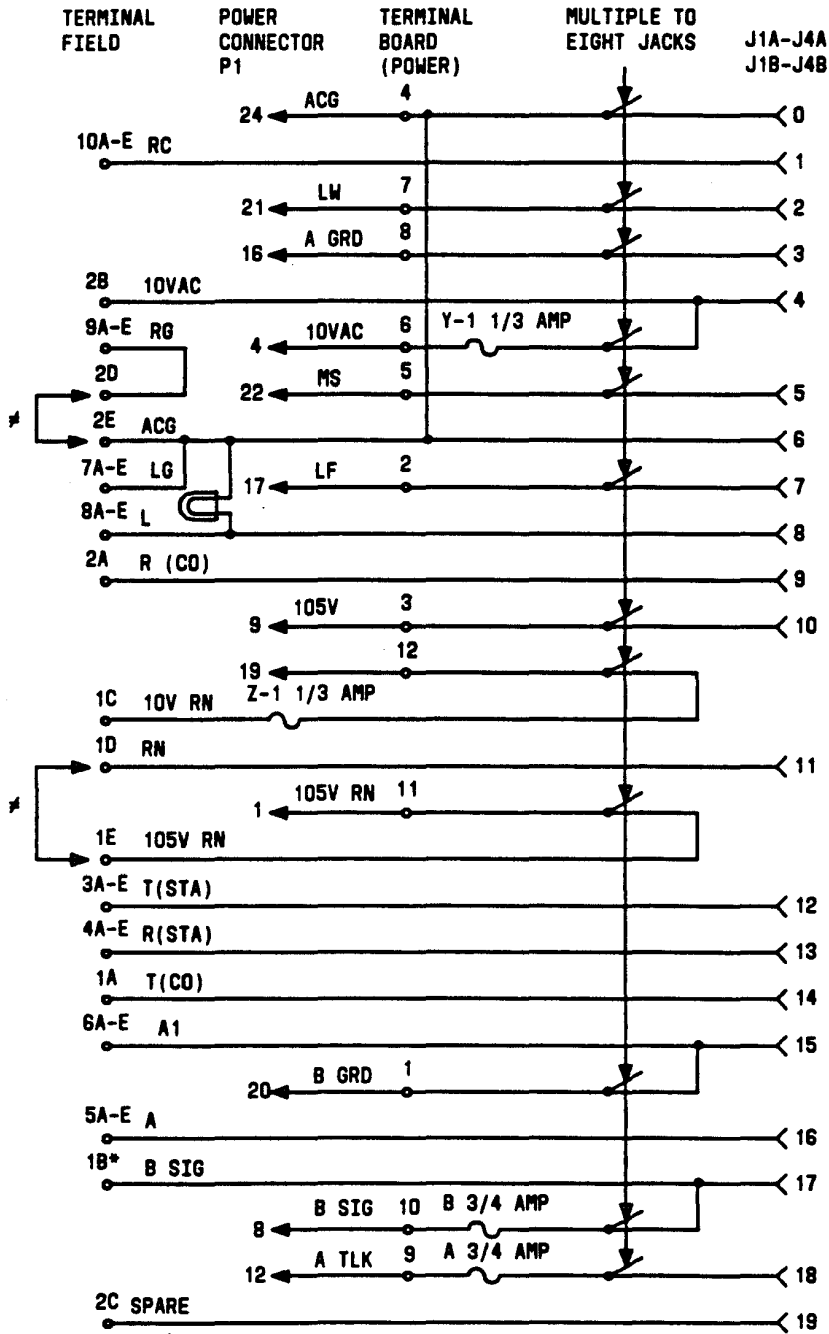 TERMINAL FIELD
POWER CONNECTOR P1
TERMINAL BOARD (POWER)
MULTIPLE TO EIGHT JACKS
J1A-J4A
J1B-J4B
24 ACG 4 0
10A-E RC 1
21 LW 7 2
16 A GRD 8 3
2B 10VAC 4
9A-E RG
4 10VAC 6 Y-1 1/3 AMP
2D
22 MS 5 5
≠
2E ACG 6
7A-E LG
17 LF 2 7
8A-E L 8
2A R (CO) 9
9 105V 3 10
19 12
1C 10V RN Z-1 1/3 AMP
1D RN 11
≠
1 105V RN 11
1E 105V RN
3A-E T(STA) 12
4A-E R(STA) 13
1A T(CO) 14
6A-E A1 15
20 B GRD 1
5A-E A 16
1B* B SIG 17
8 B SIG 10 B 3/4 AMP
12 A TLK 9 A 3/4 AMP 18
2C SPARE 19